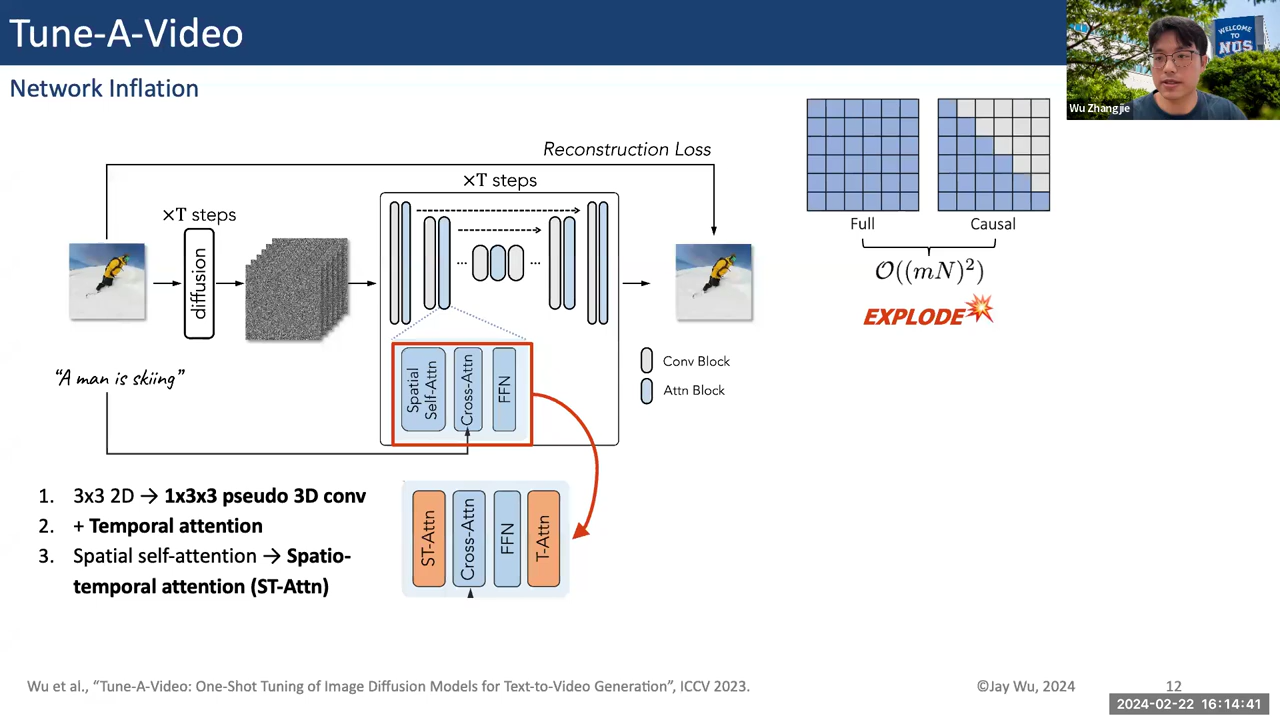 Tune-A-Video
Network Inflation
WELCOME
TO
NUS
Wu Zhangjie
Reconstruction Loss
×T steps
×T steps
diffusion
Full
Causal
𝒪((mN)²)
EXPLODE
"A man is skiing"
Spatial
Self-Attn
Cross-Attn
FFN
Conv Block
Attn Block
1. 3x3 2D → 1x3x3 pseudo 3D conv
2. + Temporal attention
3. Spatial self-attention → Spatio-
temporal attention (ST-Attn)
ST-Attn
Cross-Attn
FFN
T-Attn
Wu et al., "Tune-A-Video: One-Shot Tuning of Image Diffusion Models for Text-to-Video Generation", ICCV 2023.
©Jay Wu, 2024
12
2024-02-22 16:14:41